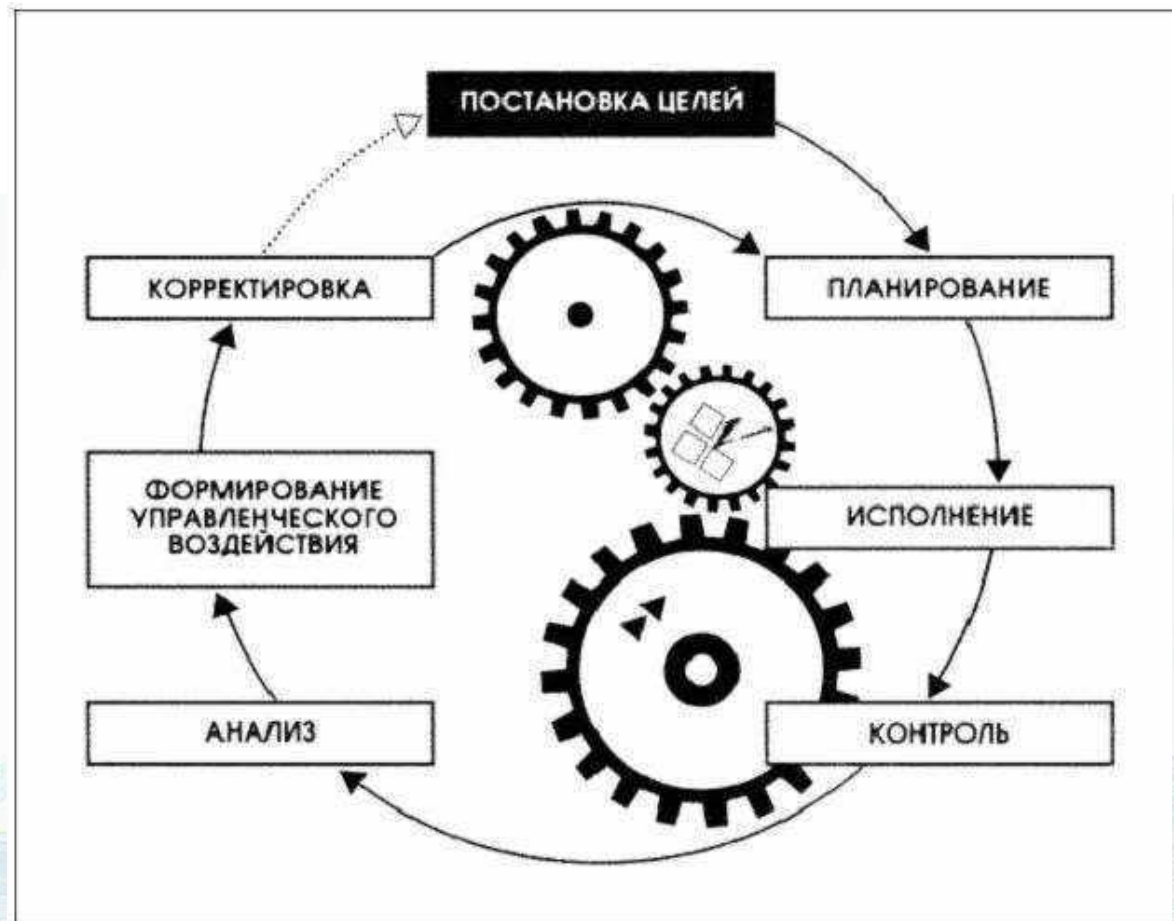 ПОСТАНОВКА ЦЕЛЕЙ
КОРРЕКТИРОВКА
ПЛАНИРОВАНИЕ
ФОРМИРОВАНИЕ
УПРАВЛЕНЧЕСКОГО
ВОЗДЕЙСТВИЯ
ИСПОЛНЕНИЕ
АНАЛИЗ
КОНТРОЛЬ